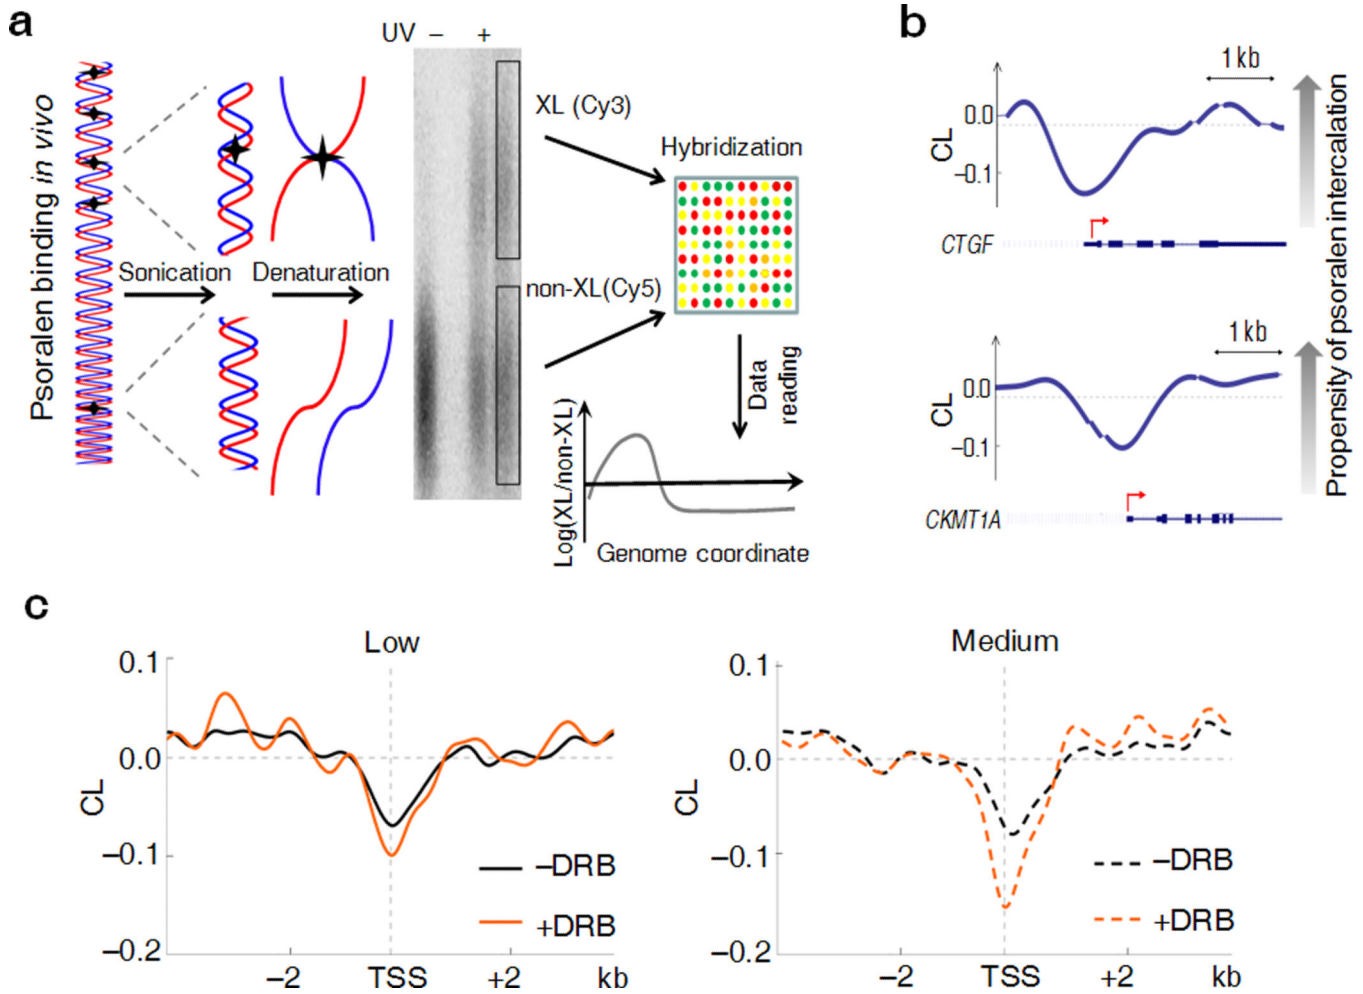 a
UV – +
Psoralen binding in vivo
Sonication
Denaturation
XL (Cy3)
non-XL(Cy5)
Hybridization
Data
reading
Log(XL/non-XL)
Genome coordinate
b
1 kb
CL
0.0
–0.1
CTGF
1 kb
CL
0.0
–0.1
CKMT1A
Propensity of psoralen intercalation
c
Low
0.1
0.0
–0.1
–0.2
CL
–DRB
+DRB
–2 TSS +2 kb
Medium
0.1
0.0
–0.1
–0.2
CL
–DRB
+DRB
–2 TSS +2 kb